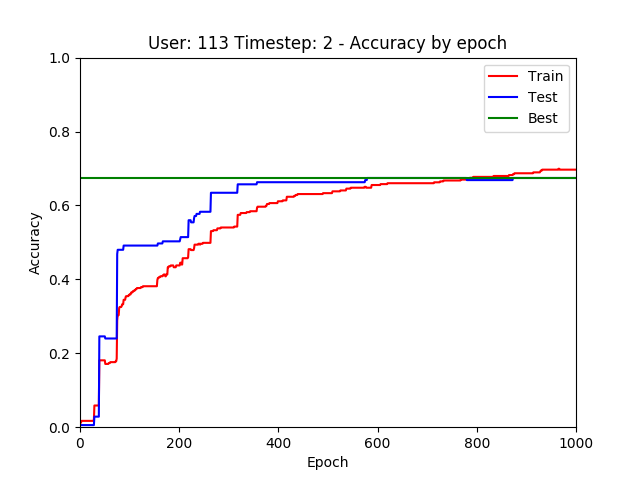 User: 113 Timestep: 2 - Accuracy by epoch
1.0
0.8
0.6
0.4
0.2
0.0
Accuracy
Train
Test
Best
0 200 400 600 800 1000
Epoch